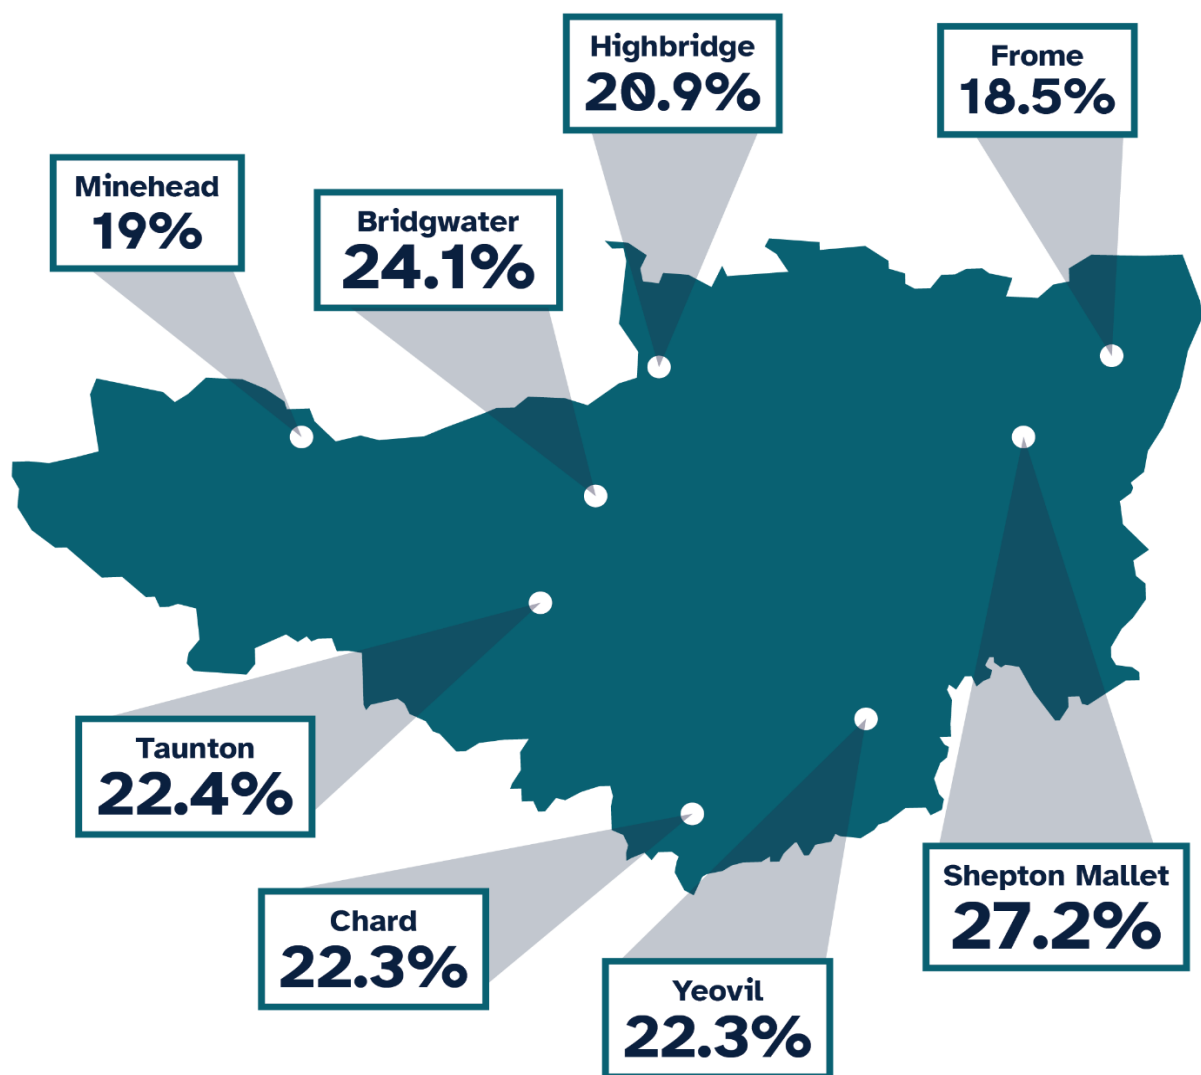 Highbridge
20.9%
Frome
18.5%
Minehead
19%
Bridgwater
24.1%
Taunton
22.4%
Chard
22.3%
Yeovil
22.3%
Shepton Mallet
27.2%